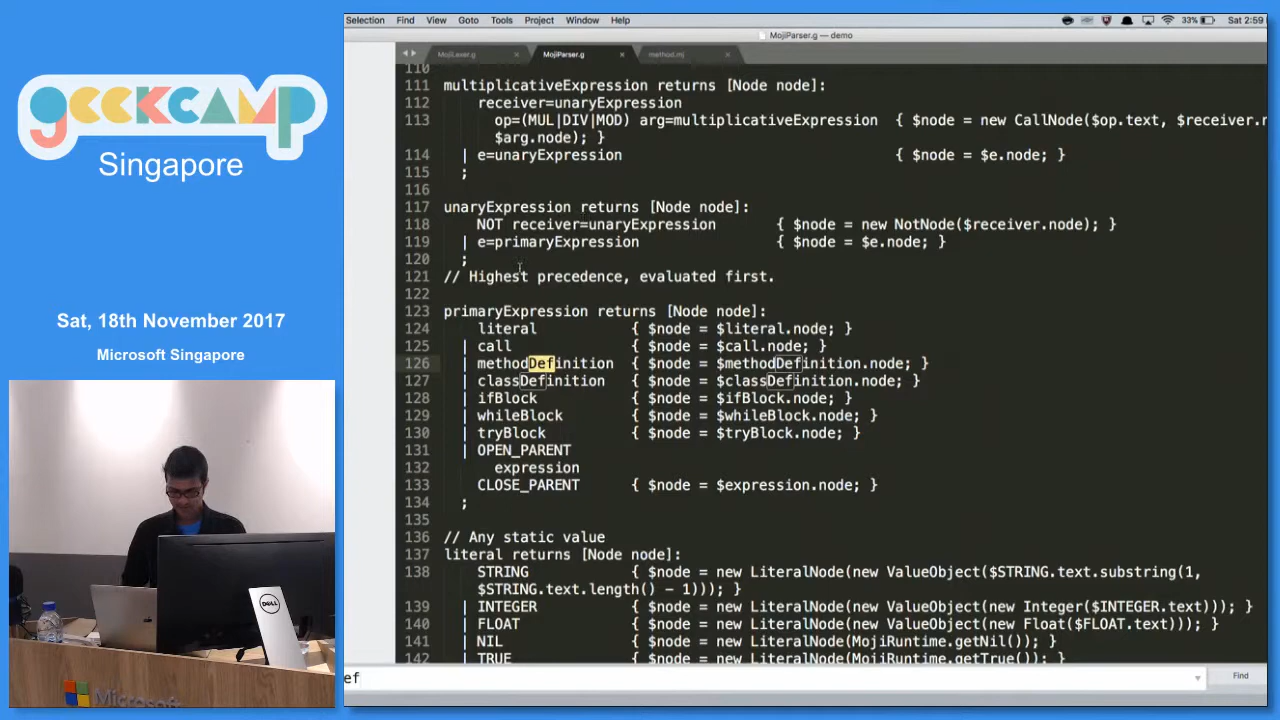 geekcamp
Singapore
Sat, 18th November 2017
Microsoft Singapore
DELL
Microsoft
Selection Find View Goto Tools Project Window Help 33% Sat 2:59
MojiParser.g — demo
MojiLexer.g × MojiParser.g × method.mj ×
110
111 multiplicativeExpression returns [Node node]:
112 receiver=unaryExpression
113 op=(MUL|DIV|MOD) arg=multiplicativeExpression { $node = new CallNode($op.text, $receiver.n
$arg.node); }
114 | e=unaryExpression { $node = $e.node; }
115 ;
116
117 unaryExpression returns [Node node]:
118 NOT receiver=unaryExpression { $node = new NotNode($receiver.node); }
119 | e=primaryExpression { $node = $e.node; }
120 ;
121 // Highest precedence, evaluated first.
122
123 primaryExpression returns [Node node]:
124 literal { $node = $literal.node; }
125 | call { $node = $call.node; }
126 | methodDefinition { $node = $methodDefinition.node; }
127 | classDefinition { $node = $classDefinition.node; }
128 | ifBlock { $node = $ifBlock.node; }
129 | whileBlock { $node = $whileBlock.node; }
130 | tryBlock { $node = $tryBlock.node; }
131 | OPEN_PARENT
132 expression
133 CLOSE_PARENT { $node = $expression.node; }
134 ;
135
136 // Any static value
137 literal returns [Node node]:
138 STRING { $node = new LiteralNode(new ValueObject($STRING.text.substring(1,
$STRING.text.length() - 1))); }
139 | INTEGER { $node = new LiteralNode(new ValueObject(new Integer($INTEGER.text))); }
140 | FLOAT { $node = new LiteralNode(new ValueObject(new Float($FLOAT.text))); }
141 | NIL { $node = new LiteralNode(MojiRuntime.getNil()); }
142 | TRUE { $node = new LiteralNode(MojiRuntime.getTrue()); }
ef
Find